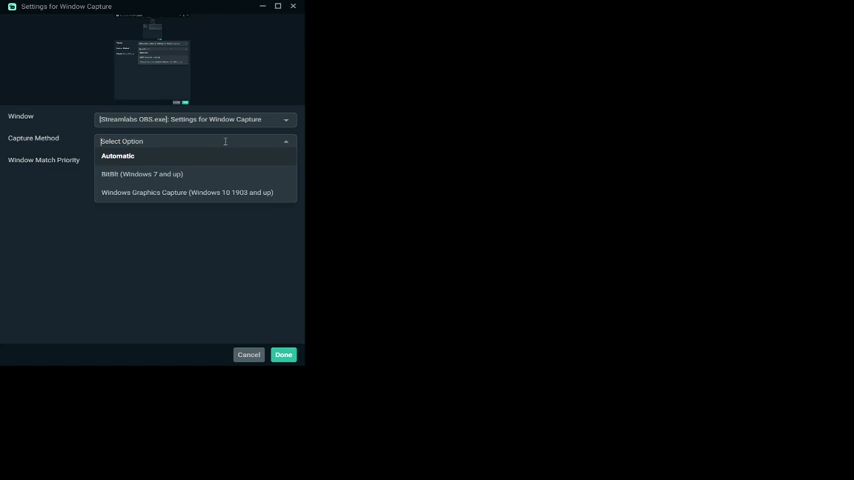 Settings for Window Capture
Window
[Streamlabs OBS.exe]: Settings for Window Capture
Capture Method
Select Option
Automatic
Window Match Priority
BitBlt (Windows 7 and up)
Windows Graphics Capture (Windows 10 1903 and up)
Cancel
Done